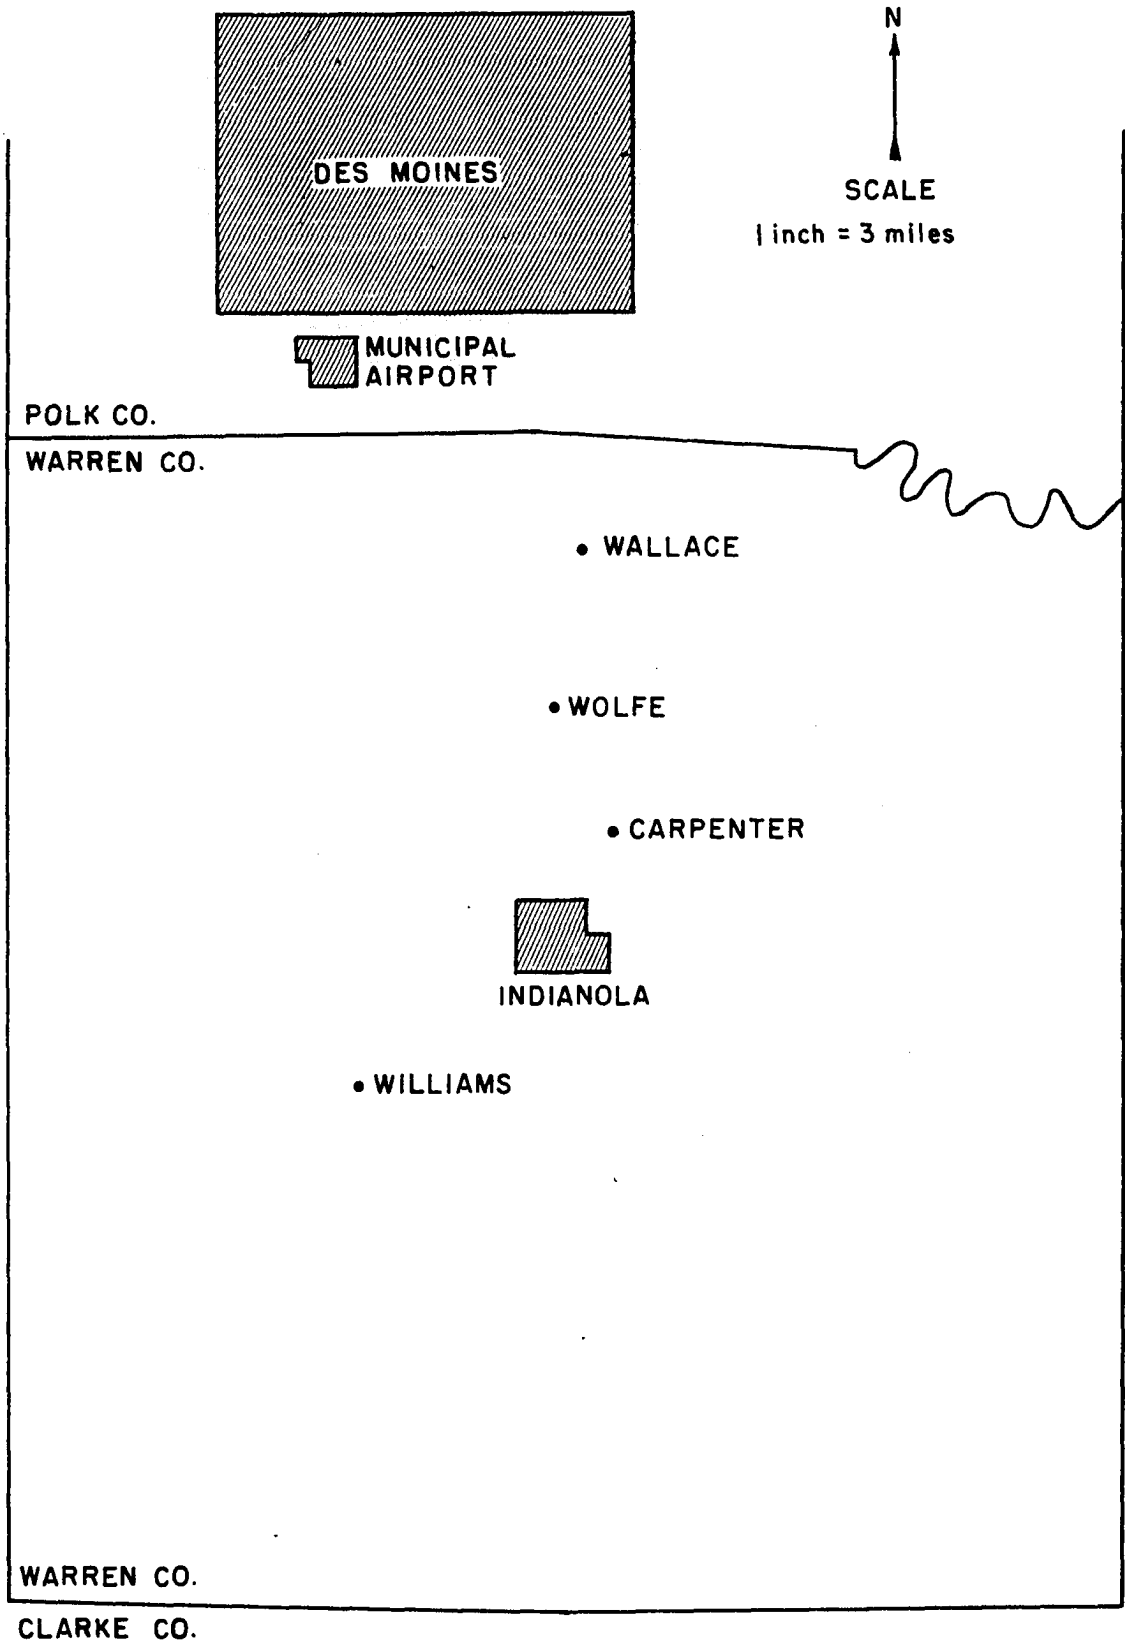 N
DES MOINES
SCALE
1 inch = 3 miles
MUNICIPAL
AIRPORT
POLK CO.
WARREN CO.
WALLACE
WOLFE
CARPENTER
INDIANOLA
WILLIAMS
WARREN CO.
CLARKE CO.